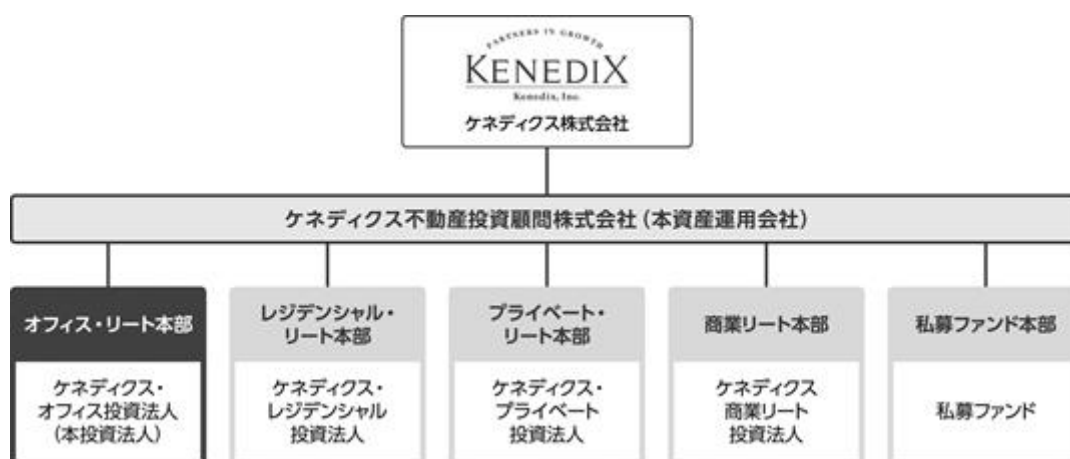 PARTNERS IN GROWTH
KENEDIX
Kenedix, Inc.
ケネディクス株式会社
ケネディクス不動産投資顧問株式会社(本資産運用会社)
オフィス・リート本部
ケネディクス・
オフィス投資法人
(本投資法人)
レジデンシャル・
リート本部
ケネディクス・
レジデンシャル
投資法人
プライベート・
リート本部
ケネディクス・
プライベート
投資法人
商業リート本部
ケネディクス
商業リート
投資法人
私募ファンド本部
私募ファンド